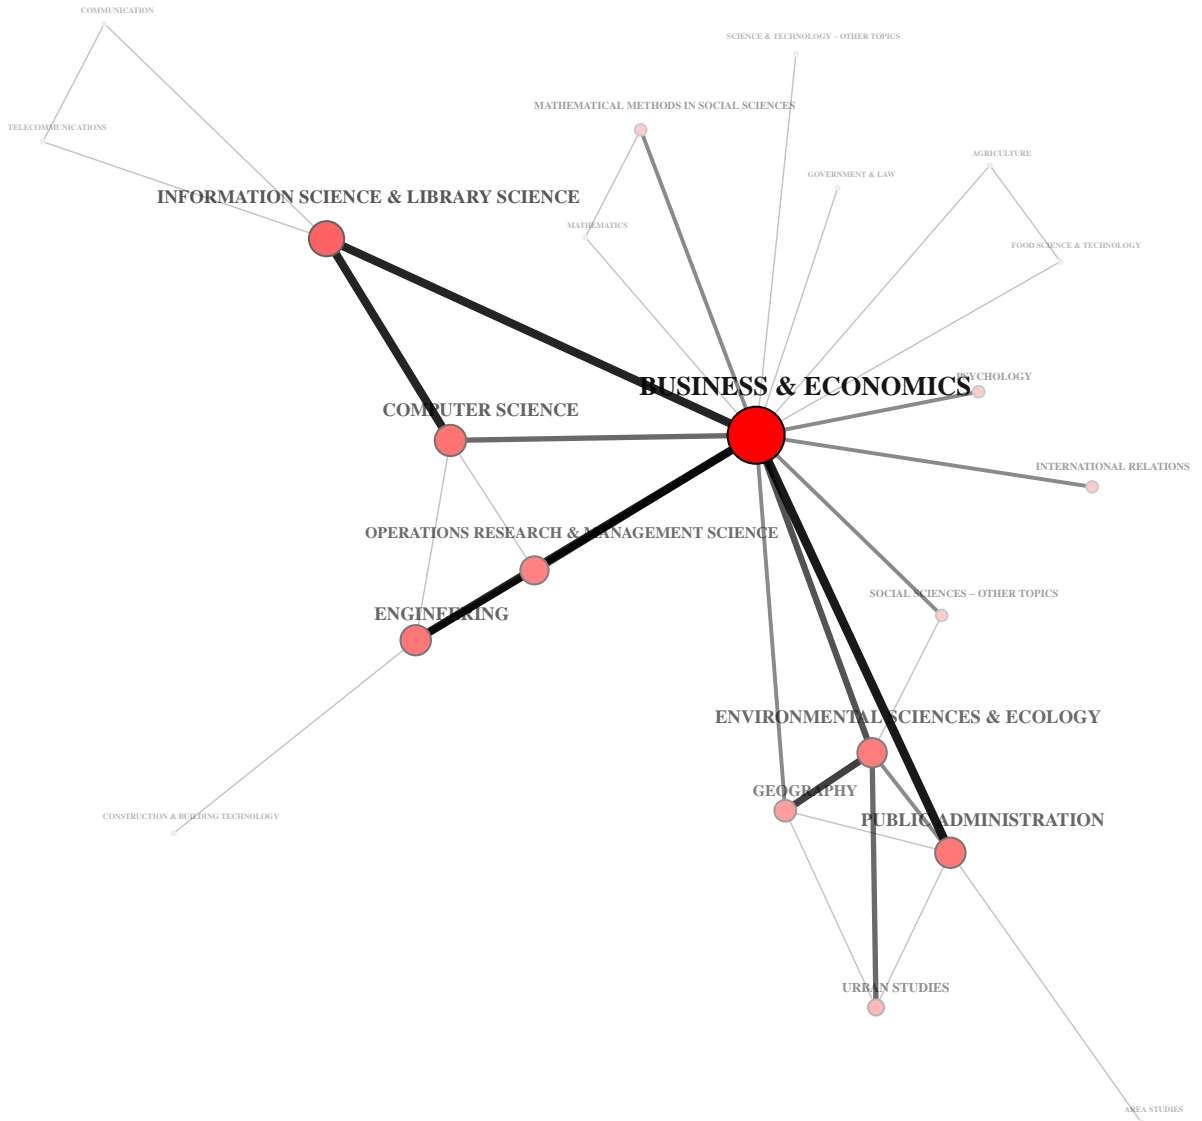 COMMUNICATION
SCIENCE & TECHNOLOGY – OTHER TOPICS
MATHEMATICAL METHODS IN SOCIAL SCIENCES
TELECOMMUNICATIONS
AGRICULTURE
GOVERNMENT & LAW
INFORMATION SCIENCE & LIBRARY SCIENCE
MATHEMATICS
FOOD SCIENCE & TECHNOLOGY
PSYCHOLOGY
BUSINESS & ECONOMICS
COMPUTER SCIENCE
INTERNATIONAL RELATIONS
OPERATIONS RESEARCH & MANAGEMENT SCIENCE
SOCIAL SCIENCES – OTHER TOPICS
ENGINEERING
ENVIRONMENTAL SCIENCES & ECOLOGY
GEOGRAPHY
CONSTRUCTION & BUILDING TECHNOLOGY
PUBLIC ADMINISTRATION
URBAN STUDIES
AREA STUDIES